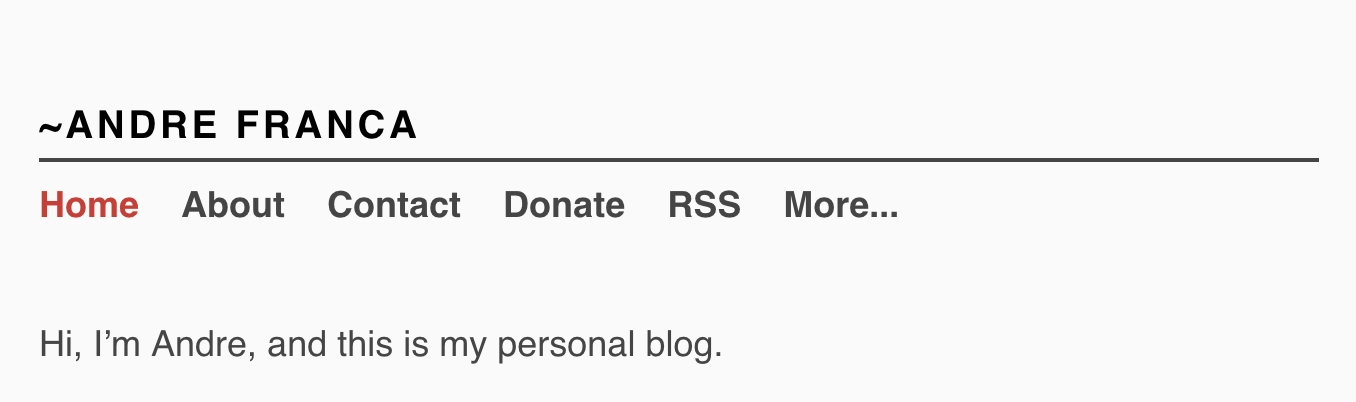 ~ANDRE FRANCA
Home About Contact Donate RSS More...
Hi, I’m Andre, and this is my personal blog.